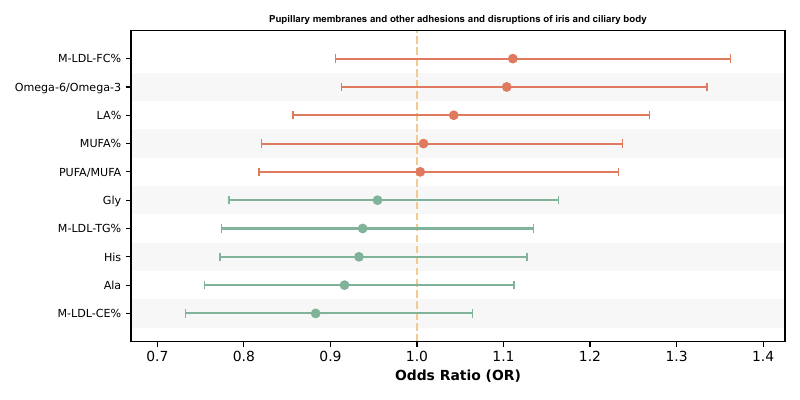 Pupillary membranes and other adhesions and disruptions of iris and ciliary body
M-LDL-FC%
Omega-6/Omega-3
LA%
MUFA%
PUFA/MUFA
Gly
M-LDL-TG%
His
Ala
M-LDL-CE%
0.7 0.8 0.9 1.0 1.1 1.2 1.3 1.4
Odds Ratio (OR)